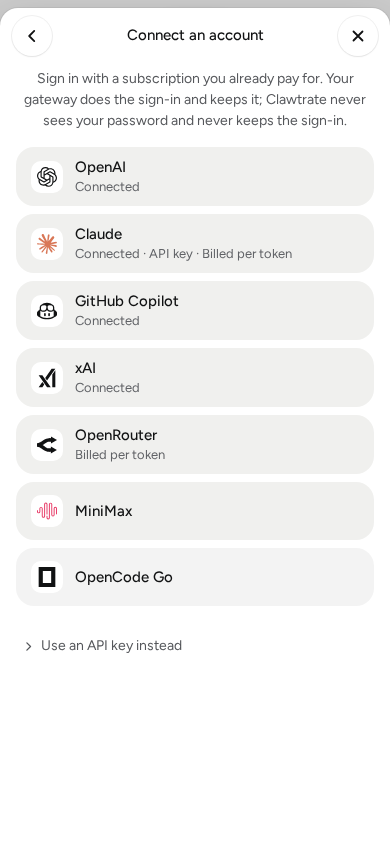 Connect an account
Sign in with a subscription you already pay for. Your
gateway does the sign-in and keeps it; Clawtrate never
sees your password and never keeps the sign-in.
OpenAI
Connected
Claude
Connected · API key · Billed per token
GitHub Copilot
Connected
xAI
Connected
OpenRouter
Billed per token
MiniMax
OpenCode Go
Use an API key instead